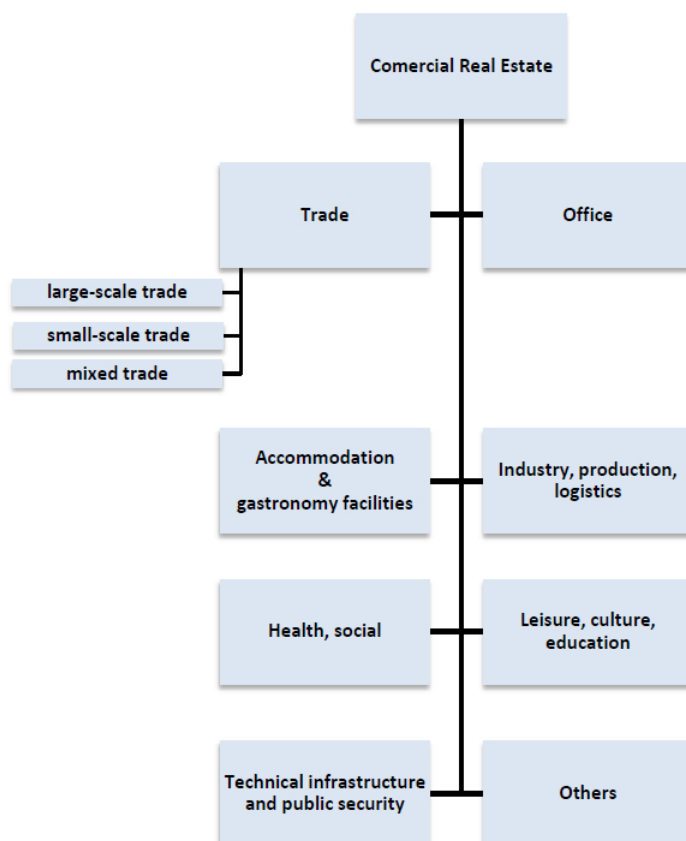 Comercial Real Estate
Trade
Office
large-scale trade
small-scale trade
mixed trade
Accommodation
&
gastronomy facilities
Industry, production,
logistics
Health, social
Leisure, culture,
education
Technical infrastructure
and public security
Others